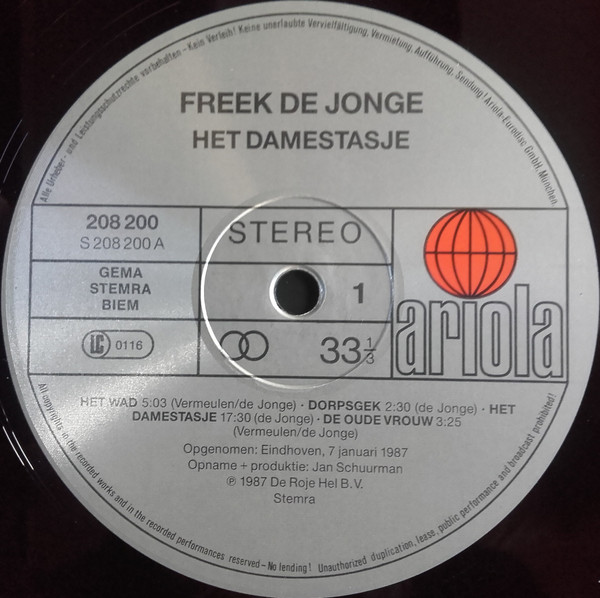 Alle Urheber- und Leistungsschutzrechte vorbehalten – Kein Verleih! Keine unerlaubte Vervielfältigung, Vermietung, Aufführung, Sendung! Ariola-Eurodisc GmbH, München.
FREEK DE JONGE
HET DAMESTASJE
208 200
S 208 200 A
STEREO
GEMA
STEMRA
BIEM
1
LC 0116
33 1/3
ariola
HET WAD 5:03 (Vermeulen/de Jonge) · DORPSGEK 2:30 (de Jonge) · HET
DAMESTASJE 17:30 (de Jonge) · DE OUDE VROUW 3:25
(Vermeulen/de Jonge)
Opgenomen: Eindhoven, 7 januari 1987
Opname + produktie: Jan Schuurman
℗ 1987 De Roje Hel B.V.
Stemra
All copyrights in the recorded works and in the recorded performances reserved – No lending! Unauthorized duplication, lease, public performance and broadcast prohibited!